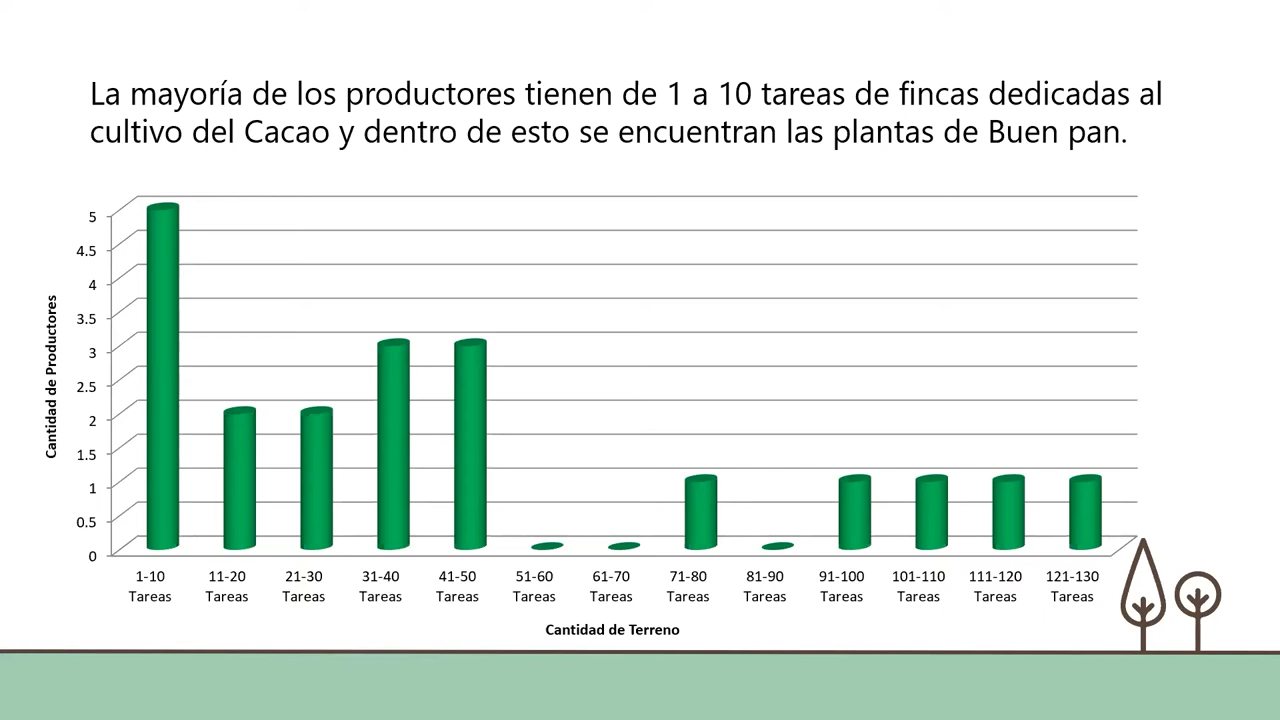 La mayoría de los productores tienen de 1 a 10 tareas de fincas dedicadas al
cultivo del Cacao y dentro de esto se encuentran las plantas de Buen pan.
Cantidad de Productores
5
4.5
4
3.5
3
2.5
2
1.5
1
0.5
0
1-10 Tareas
11-20 Tareas
21-30 Tareas
31-40 Tareas
41-50 Tareas
51-60 Tareas
61-70 Tareas
71-80 Tareas
81-90 Tareas
91-100 Tareas
101-110 Tareas
111-120 Tareas
121-130 Tareas
Cantidad de Terreno